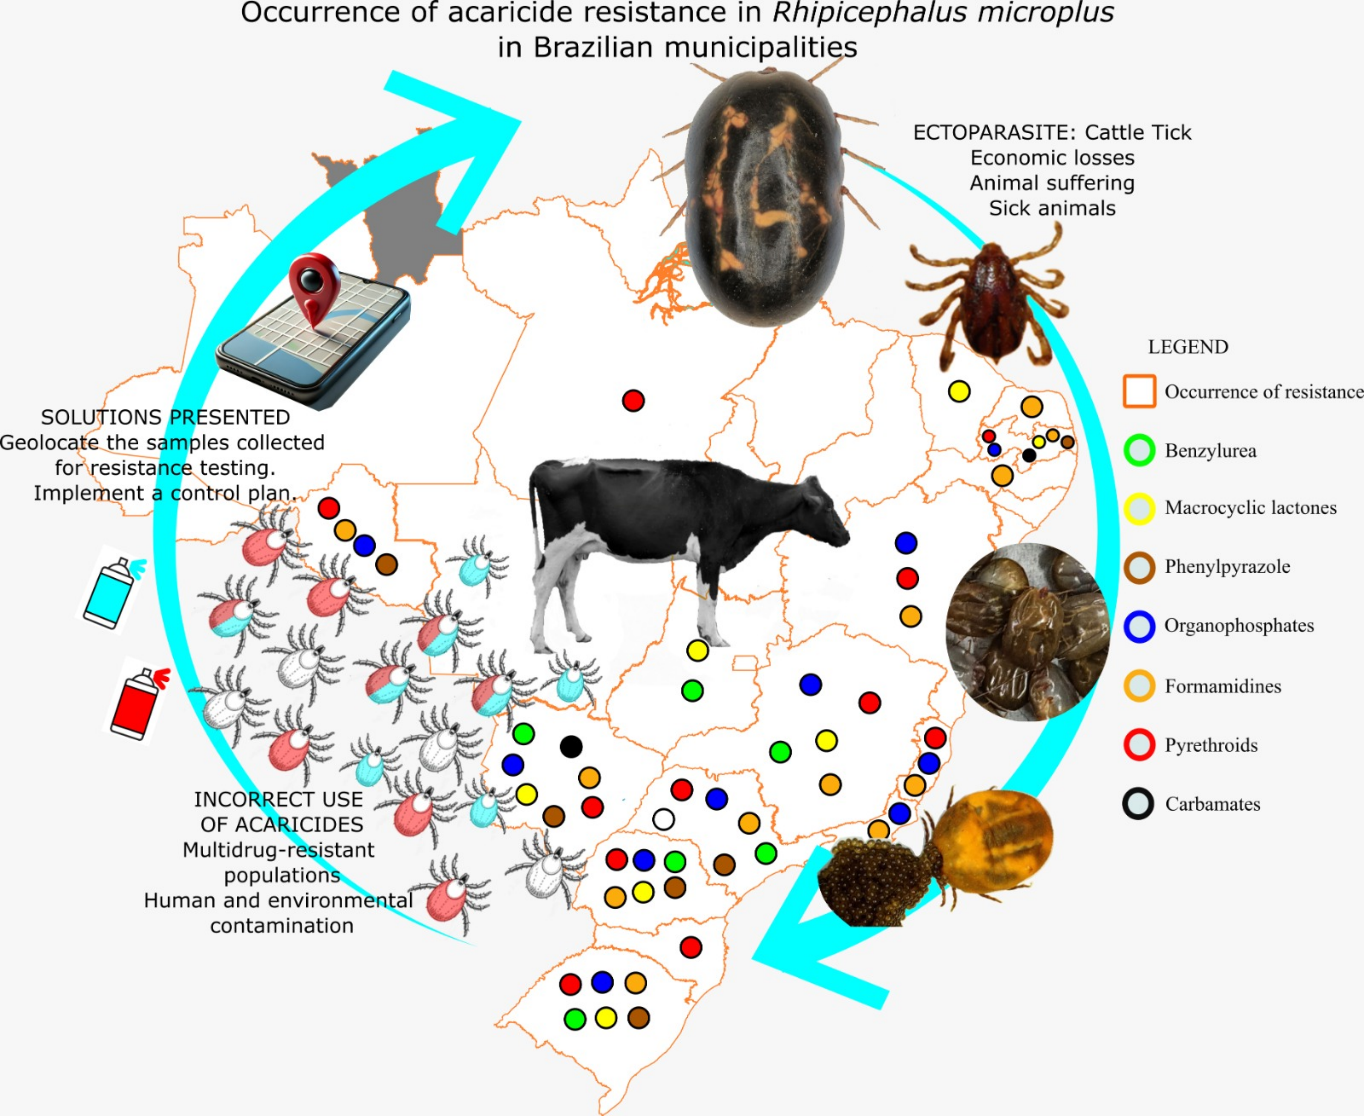 Occurrence of acaricide resistance in Rhipicephalus microplus
in Brazilian municipalities
ECTOPARASITE: Cattle Tick
Economic losses
Animal suffering
Sick animals
LEGEND
Occurrence of resistance
Benzylurea
Macrocyclic lactones
Phenylpyrazole
Organophosphates
Formamidines
Pyrethroids
Carbamates
SOLUTIONS PRESENTED
Geolocate the samples collected
for resistance testing.
Implement a control plan.
INCORRECT USE
OF ACARICIDES
Multidrug-resistant
populations
Human and environmental
contamination